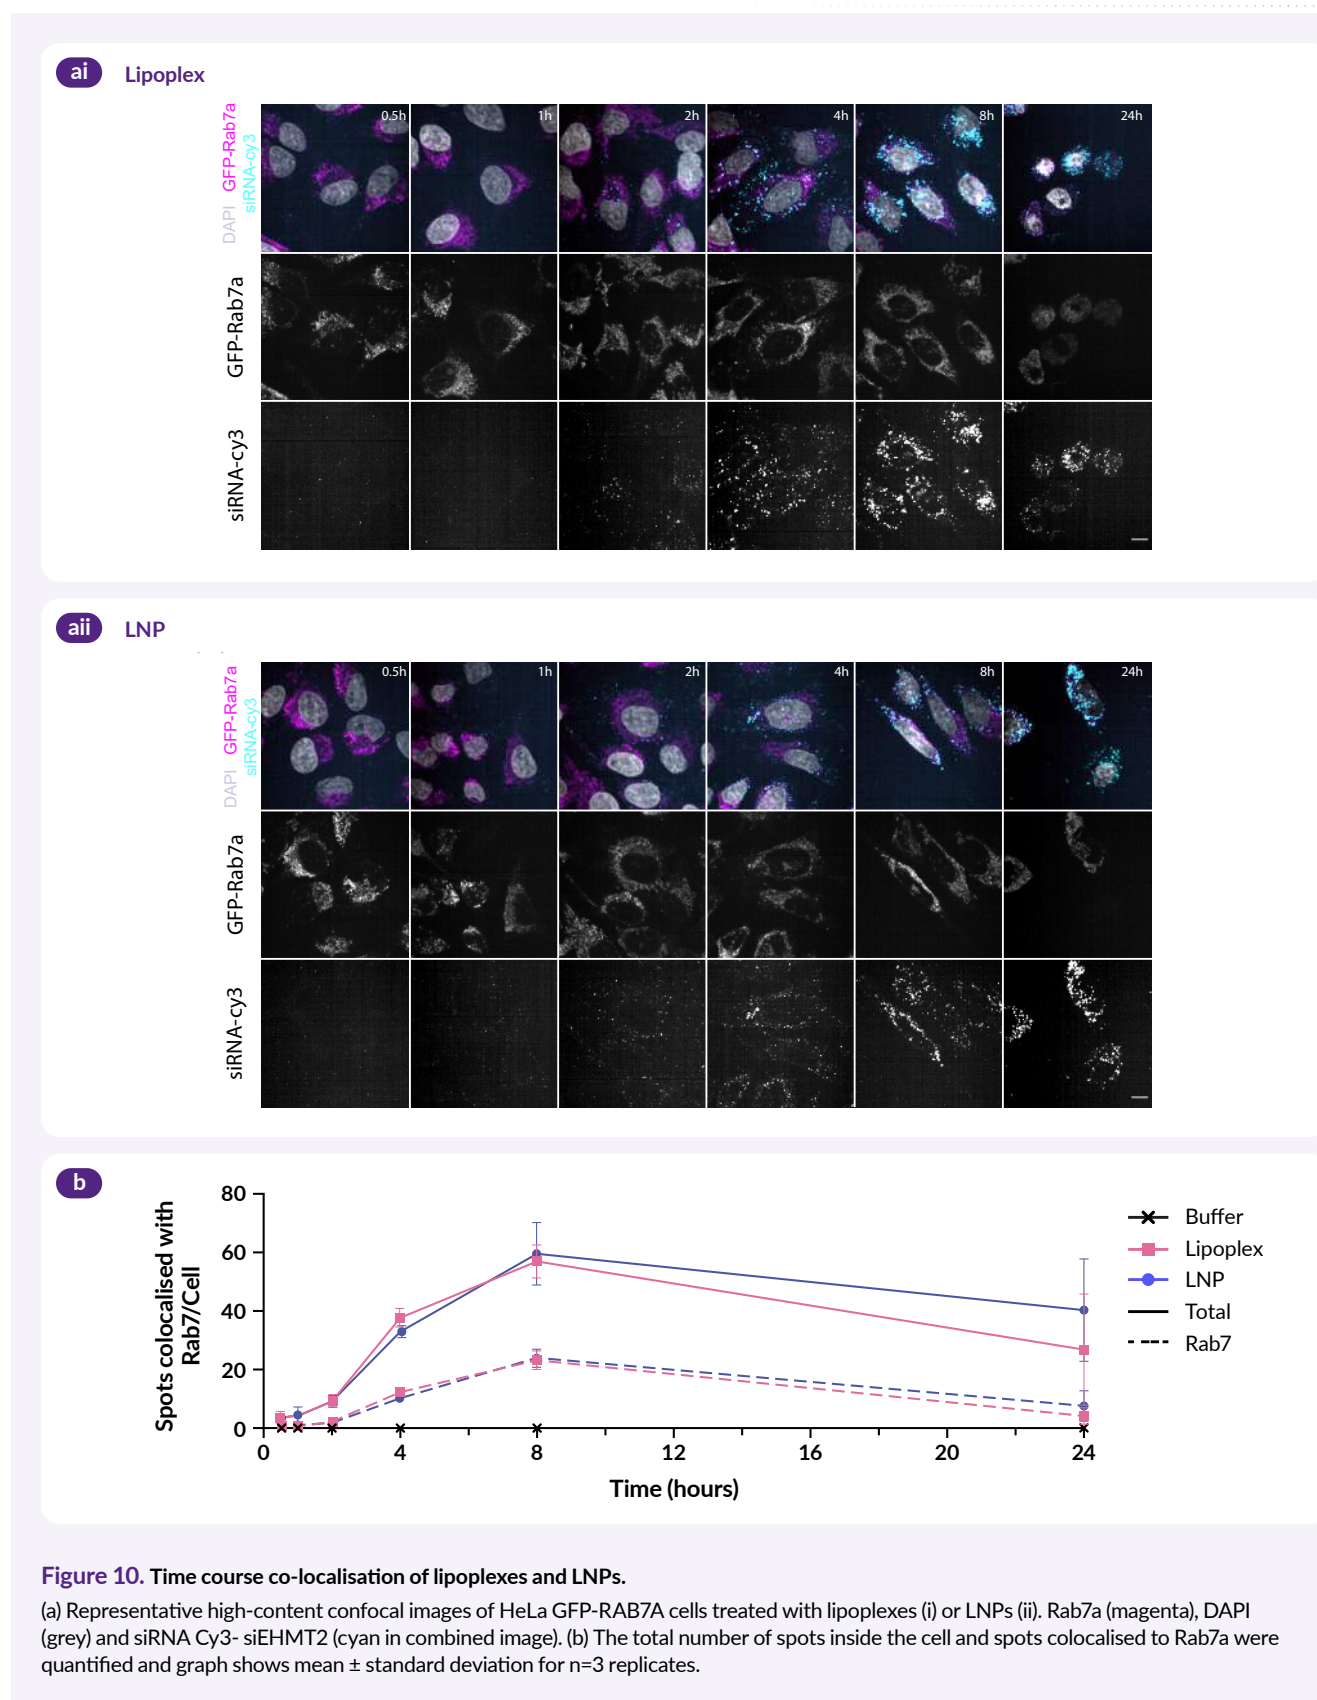 ai Lipoplex
DAPI GFP-Rab7a
siRNA-cy3
0.5h 1h 2h 4h 8h 24h
GFP-Rab7a
siRNA-cy3
aii LNP
DAPI GFP-Rab7a
siRNA-cy3
0.5h 1h 2h 4h 8h 24h
GFP-Rab7a
siRNA-cy3
b
Spots colocalised with
Rab7/Cell
80
60
40
20
0
0 4 8 12 16 20 24
Time (hours)
Buffer
Lipoplex
LNP
Total
Rab7
Figure 10. Time course co-localisation of lipoplexes and LNPs.
(a) Representative high-content confocal images of HeLa GFP-RAB7A cells treated with lipoplexes (i) or LNPs (ii). Rab7a (magenta), DAPI
(grey) and siRNA Cy3- siEHMT2 (cyan in combined image). (b) The total number of spots inside the cell and spots colocalised to Rab7a were
quantified and graph shows mean ± standard deviation for n=3 replicates.